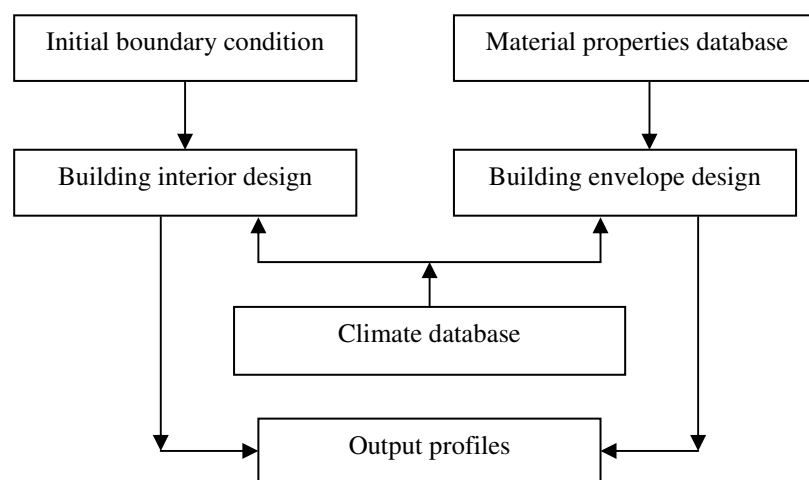 Initial boundary condition
Material properties database
Building interior design
Building envelope design
Climate database
Output profiles